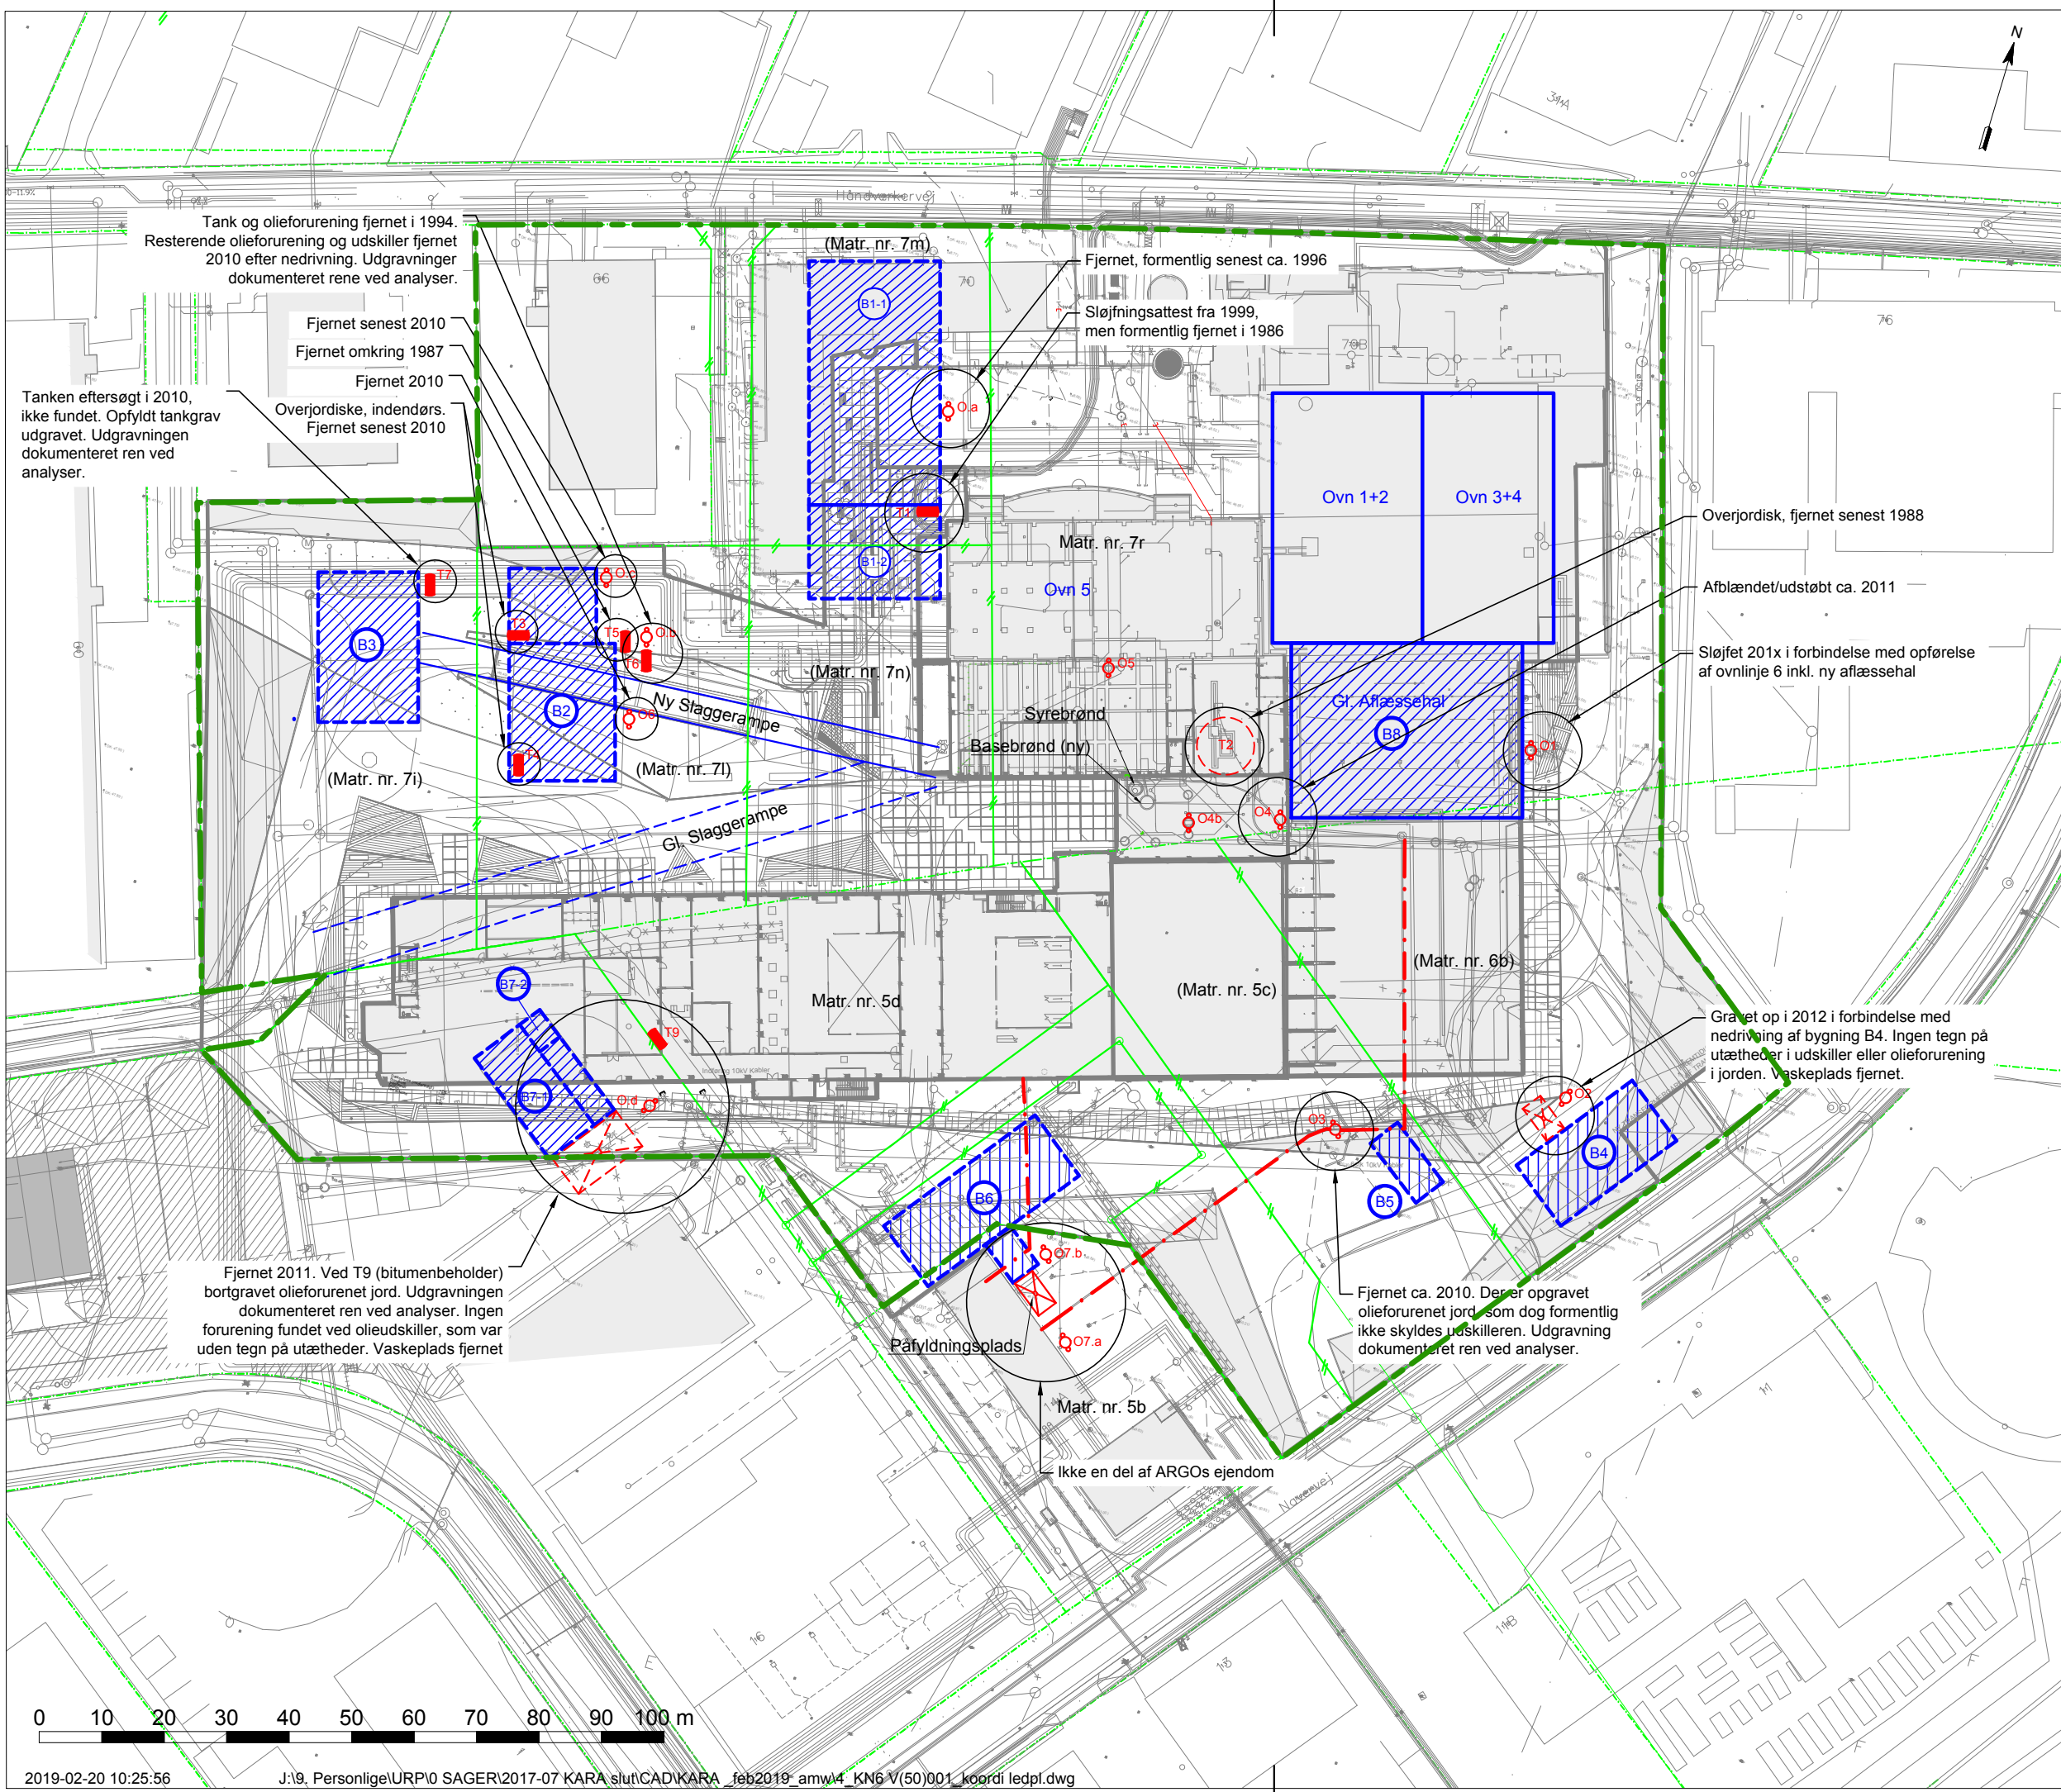 N
34A
Håndværkervej
Tank og olieforurening fjernet i 1994.
Resterende olieforurening og udskiller fjernet
2010 efter nedrivning. Udgravninger
dokumenteret rene ved analyser.
(Matr. nr. 7m)
Fjernet, formentlig senest ca. 1996
66
70
B1-1
Sløjfningsattest fra 1999,
men formentlig fjernet i 1986
76
70B
Fjernet senest 2010
Fjernet omkring 1987
Fjernet 2010
Overjordiske, indendørs.
Fjernet senest 2010
Tanken eftersøgt i 2010,
ikke fundet. Opfyldt tankgrav
udgravet. Udgravningen
dokumenteret ren ved
analyser.
O.a
Ovn 1+2
Ovn 3+4
T1
Overjordisk, fjernet senest 1988
Matr. nr. 7r
B1-2
Ovn 5
T7
O.c
Afblændet/udstøbt ca. 2011
T3
T5
O.b
B3
T6
O5
Sløjfet 201x i forbindelse med opførelse
af ovnlinje 6 inkl. ny aflæssehal
(Matr. nr. 7n)
Ny Slaggerampe
B2
O6
Gl. Aflæssehal
B8
Syrebrønd
Basebrønd (ny)
T2
O1
T4
(Matr. nr. 7l)
(Matr. nr. 7i)
Gl. Slaggerampe
O4b
O4
(Matr. nr. 6b)
B7-2
Matr. nr. 5d
(Matr. nr. 5c)
T9
Gravet op i 2012 i forbindelse med
nedrivning af bygning B4. Ingen tegn på
utætheder i udskiller eller olieforurening
i jorden. Vaskeplads fjernet.
Indføring 10kV Kabler
B7-1
O.d
O3
O2
B4
B6
B5
O7.b
Fjernet 2011. Ved T9 (bitumenbeholder)
bortgravet olieforurenet jord. Udgravningen
dokumenteret ren ved analyser. Ingen
forurening fundet ved olieudskiller, som var
uden tegn på utætheder. Vaskeplads fjernet
Fjernet ca. 2010. Der er opgravet
olieforurenet jord, som dog formentlig
ikke skyldes udskilleren. Udgravning
dokumenteret ren ved analyser.
Påfyldningsplads
O7.a
14A
Matr. nr. 5b
11
Ikke en del af ARGOs ejendom
Navervej
16
13
11B
0 10 20 30 40 50 60 70 80 90 100 m
2019-02-20 10:25:56
J:\9. Personlige\URP\0 SAGER\2017-07 KARA slut\CAD\KARA _feb2019_amw\4_KN6 V(50)001_koordi ledpl.dwg